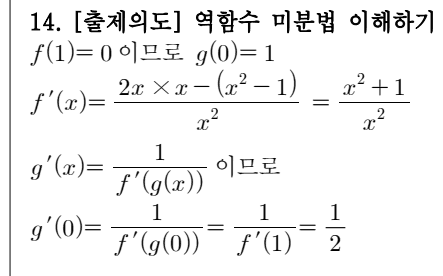 14. [출제의도] 역함수 미분법 이해하기
f(1)= 0 이므로 g(0)= 1
f′(x)= (2x × x − (x² − 1)) / x² = (x² + 1) / x²
g′(x)= 1 / f′(g(x)) 이므로
g′(0)= 1 / f′(g(0)) = 1 / f′(1) = 1 / 2